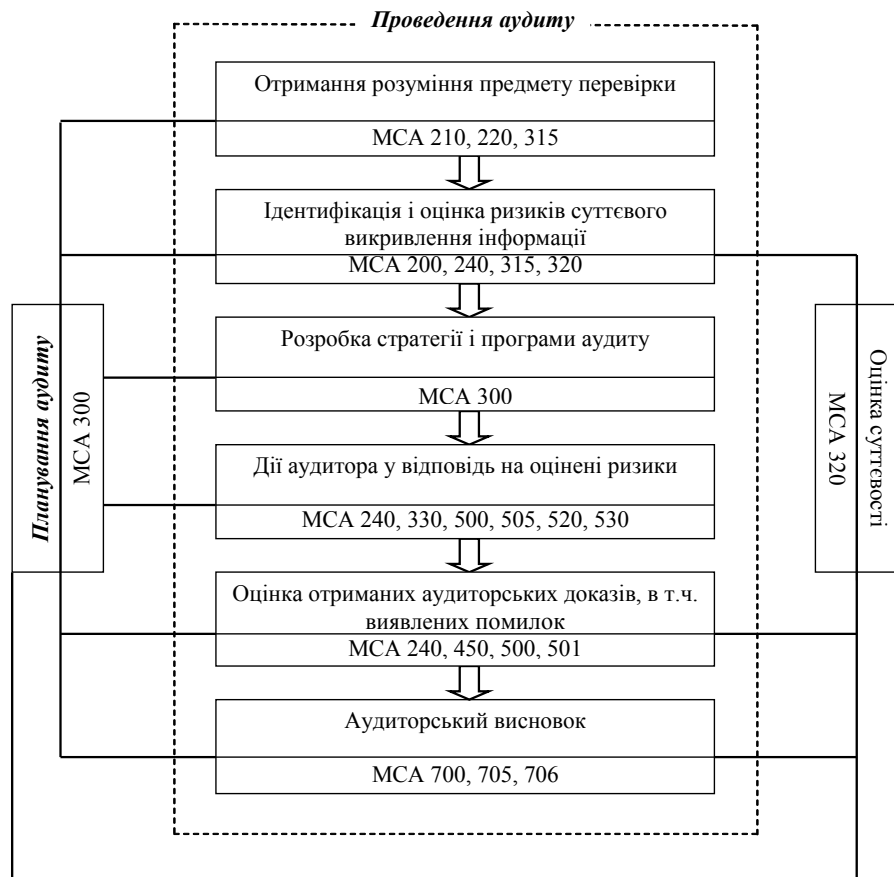 Проведення аудиту
Отримання розуміння предмету перевірки
МСА 210, 220, 315
Ідентифікація і оцінка ризиків суттєвого
викривлення інформації
МСА 200, 240, 315, 320
Розробка стратегії і програми аудиту
МСА 300
Дії аудитора у відповідь на оцінені ризики
МСА 240, 330, 500, 505, 520, 530
Оцінка отриманих аудиторських доказів, в т.ч.
виявлених помилок
МСА 240, 450, 500, 501
Аудиторський висновок
МСА 700, 705, 706
Планування аудиту
МСА 300
Оцінка суттєвості
МСА 320